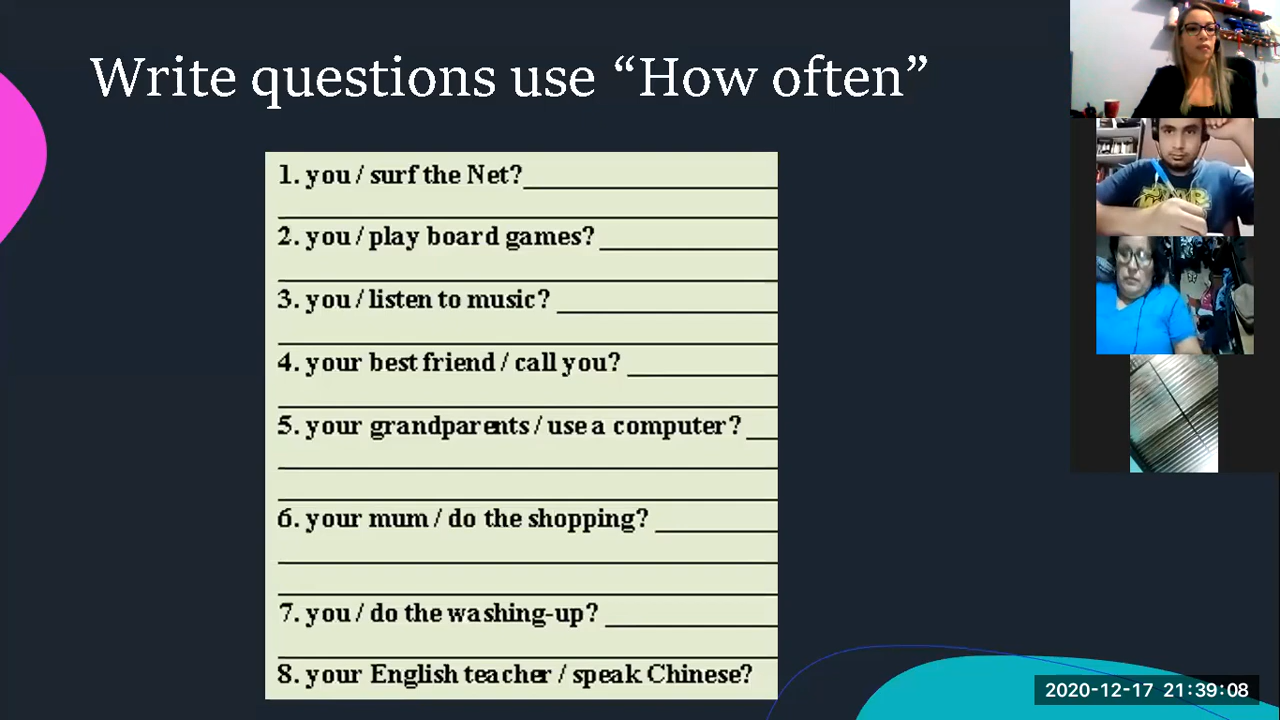 Write questions use “How often”
1. you / surf the Net?
2. you / play board games?
3. you / listen to music?
4. your best friend / call you?
5. your grandparents / use a computer?
6. your mum / do the shopping?
7. you / do the washing-up?
8. your English teacher / speak Chinese?
2020-12-17 21:39:08